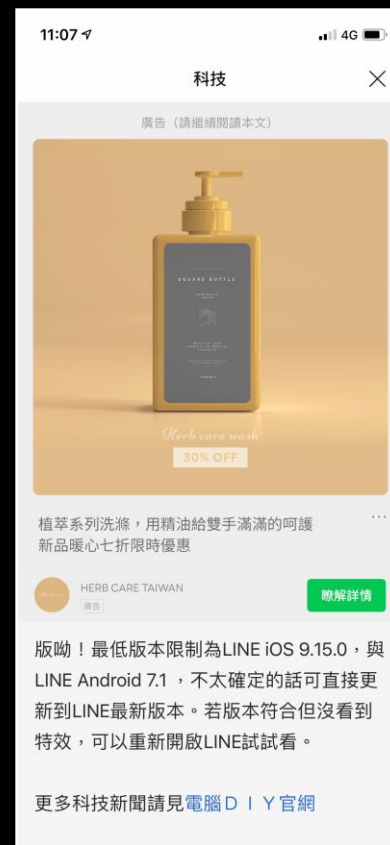 11:07
4G
科技
廣告（請繼續閱讀本文）
SQUARE BOTTLE
Herb care wash
30% OFF
植萃系列洗滌，用精油給雙手滿滿的呵護
新品暖心七折限時優惠
HERB CARE TAIWAN
廣告
瞭解詳情
版呦！最低版本限制為LINE iOS 9.15.0，與
LINE Android 7.1 ，不太確定的話可直接更
新到LINE最新版本。若版本符合但沒看到
特效，可以重新開啟LINE試試看。
更多科技新聞請見電腦ＤＩＹ官網